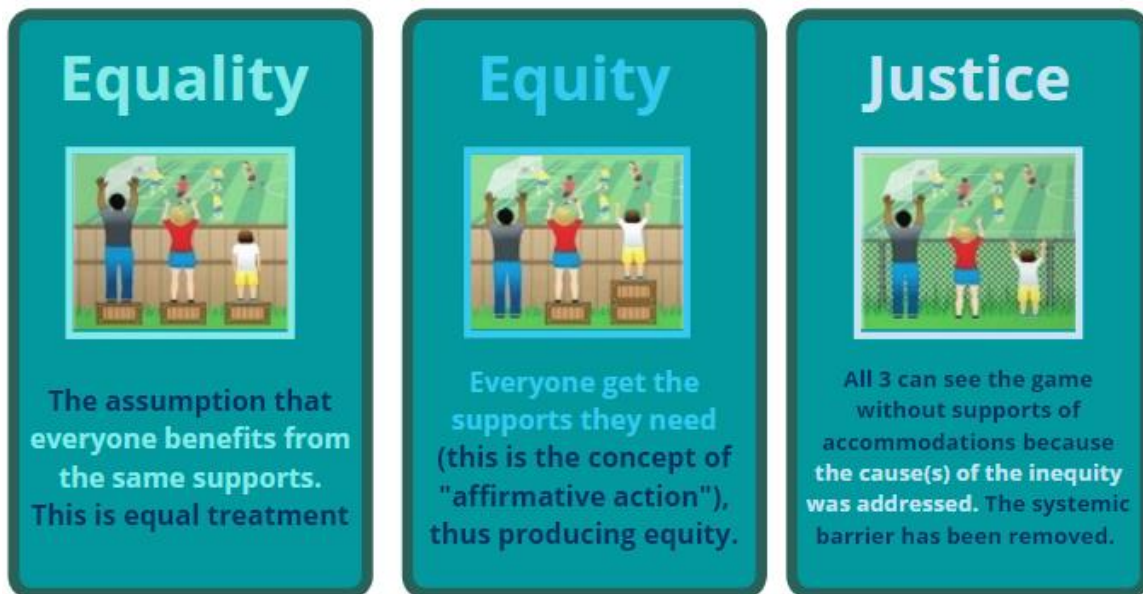 Equality
The assumption that
everyone benefits from
the same supports.
This is equal treatment
Equity
Everyone get the
supports they need
(this is the concept of
"affirmative action"),
thus producing equity.
Justice
All 3 can see the game
without supports of
accommodations because
the cause(s) of the inequity
was addressed. The systemic
barrier has been removed.